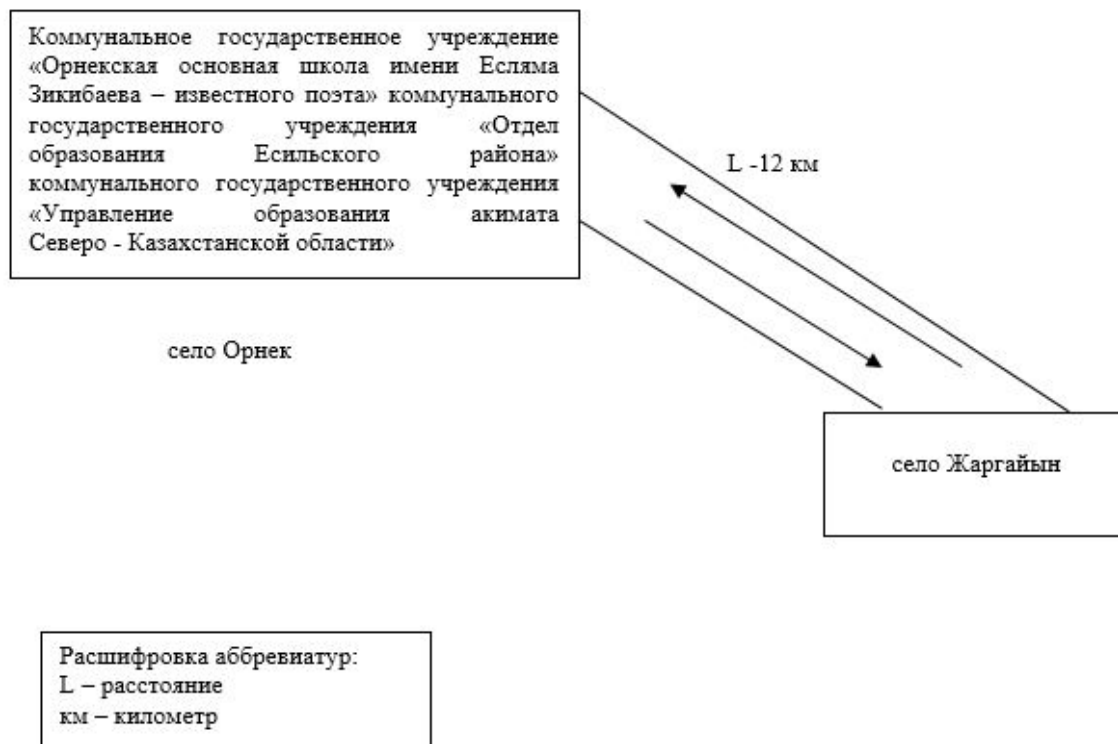 Коммунальное государственное учреждение
«Орнекская основная школа имени Есляма
Зикибаева – известного поэта» коммунального
государственного учреждения «Отдел
образования Есильского района»
коммунального государственного учреждения
«Управление образования акимата
Северо - Казахстанской области»
L -12 км
село Орнек
село Жаргайын
Расшифровка аббревиатур:
L – расстояние
км – километр